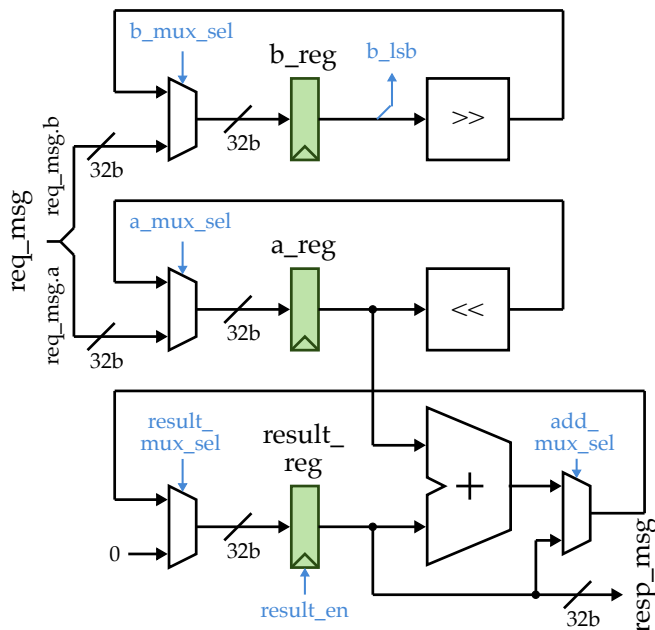 b_mux_sel
b_reg
b_lsb
>>
32b
req_msg.b
32b
req_msg
a_mux_sel
a_reg
<<
32b
req_msg.a
32b
result_
mux_sel
result_
reg
add_
mux_sel
+
0
32b
result_en
32b
resp_msg